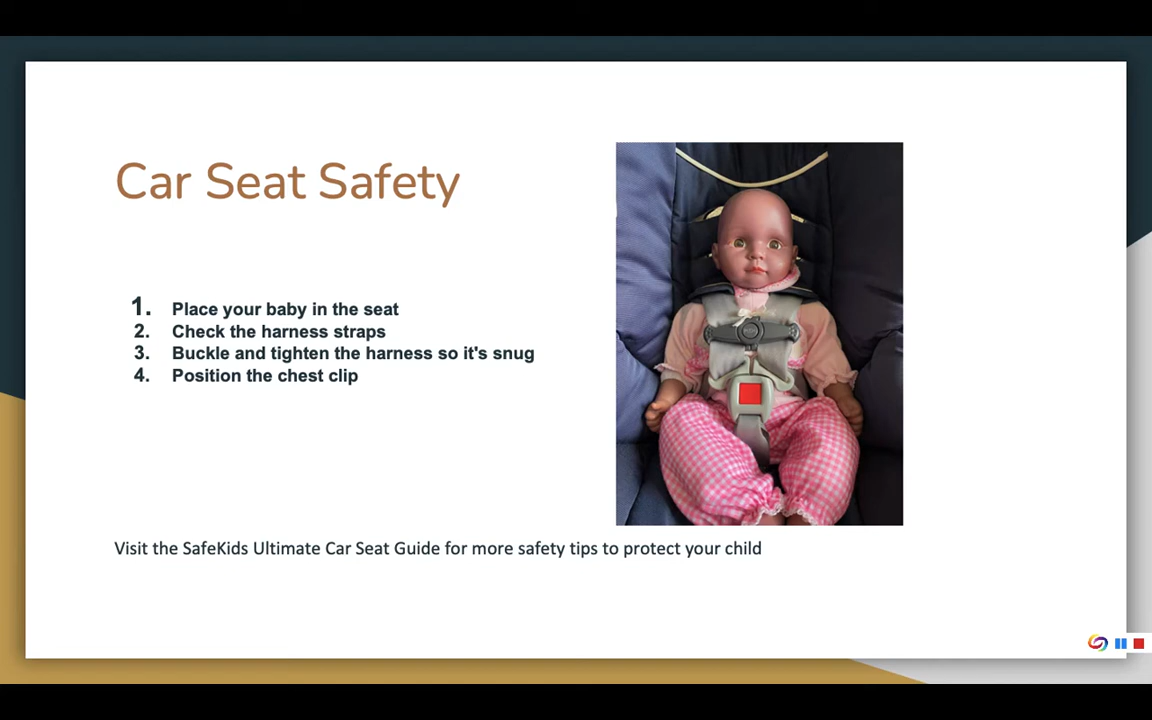 Car Seat Safety
1. Place your baby in the seat
2. Check the harness straps
3. Buckle and tighten the harness so it's snug
4. Position the chest clip
Visit the SafeKids Ultimate Car Seat Guide for more safety tips to protect your child